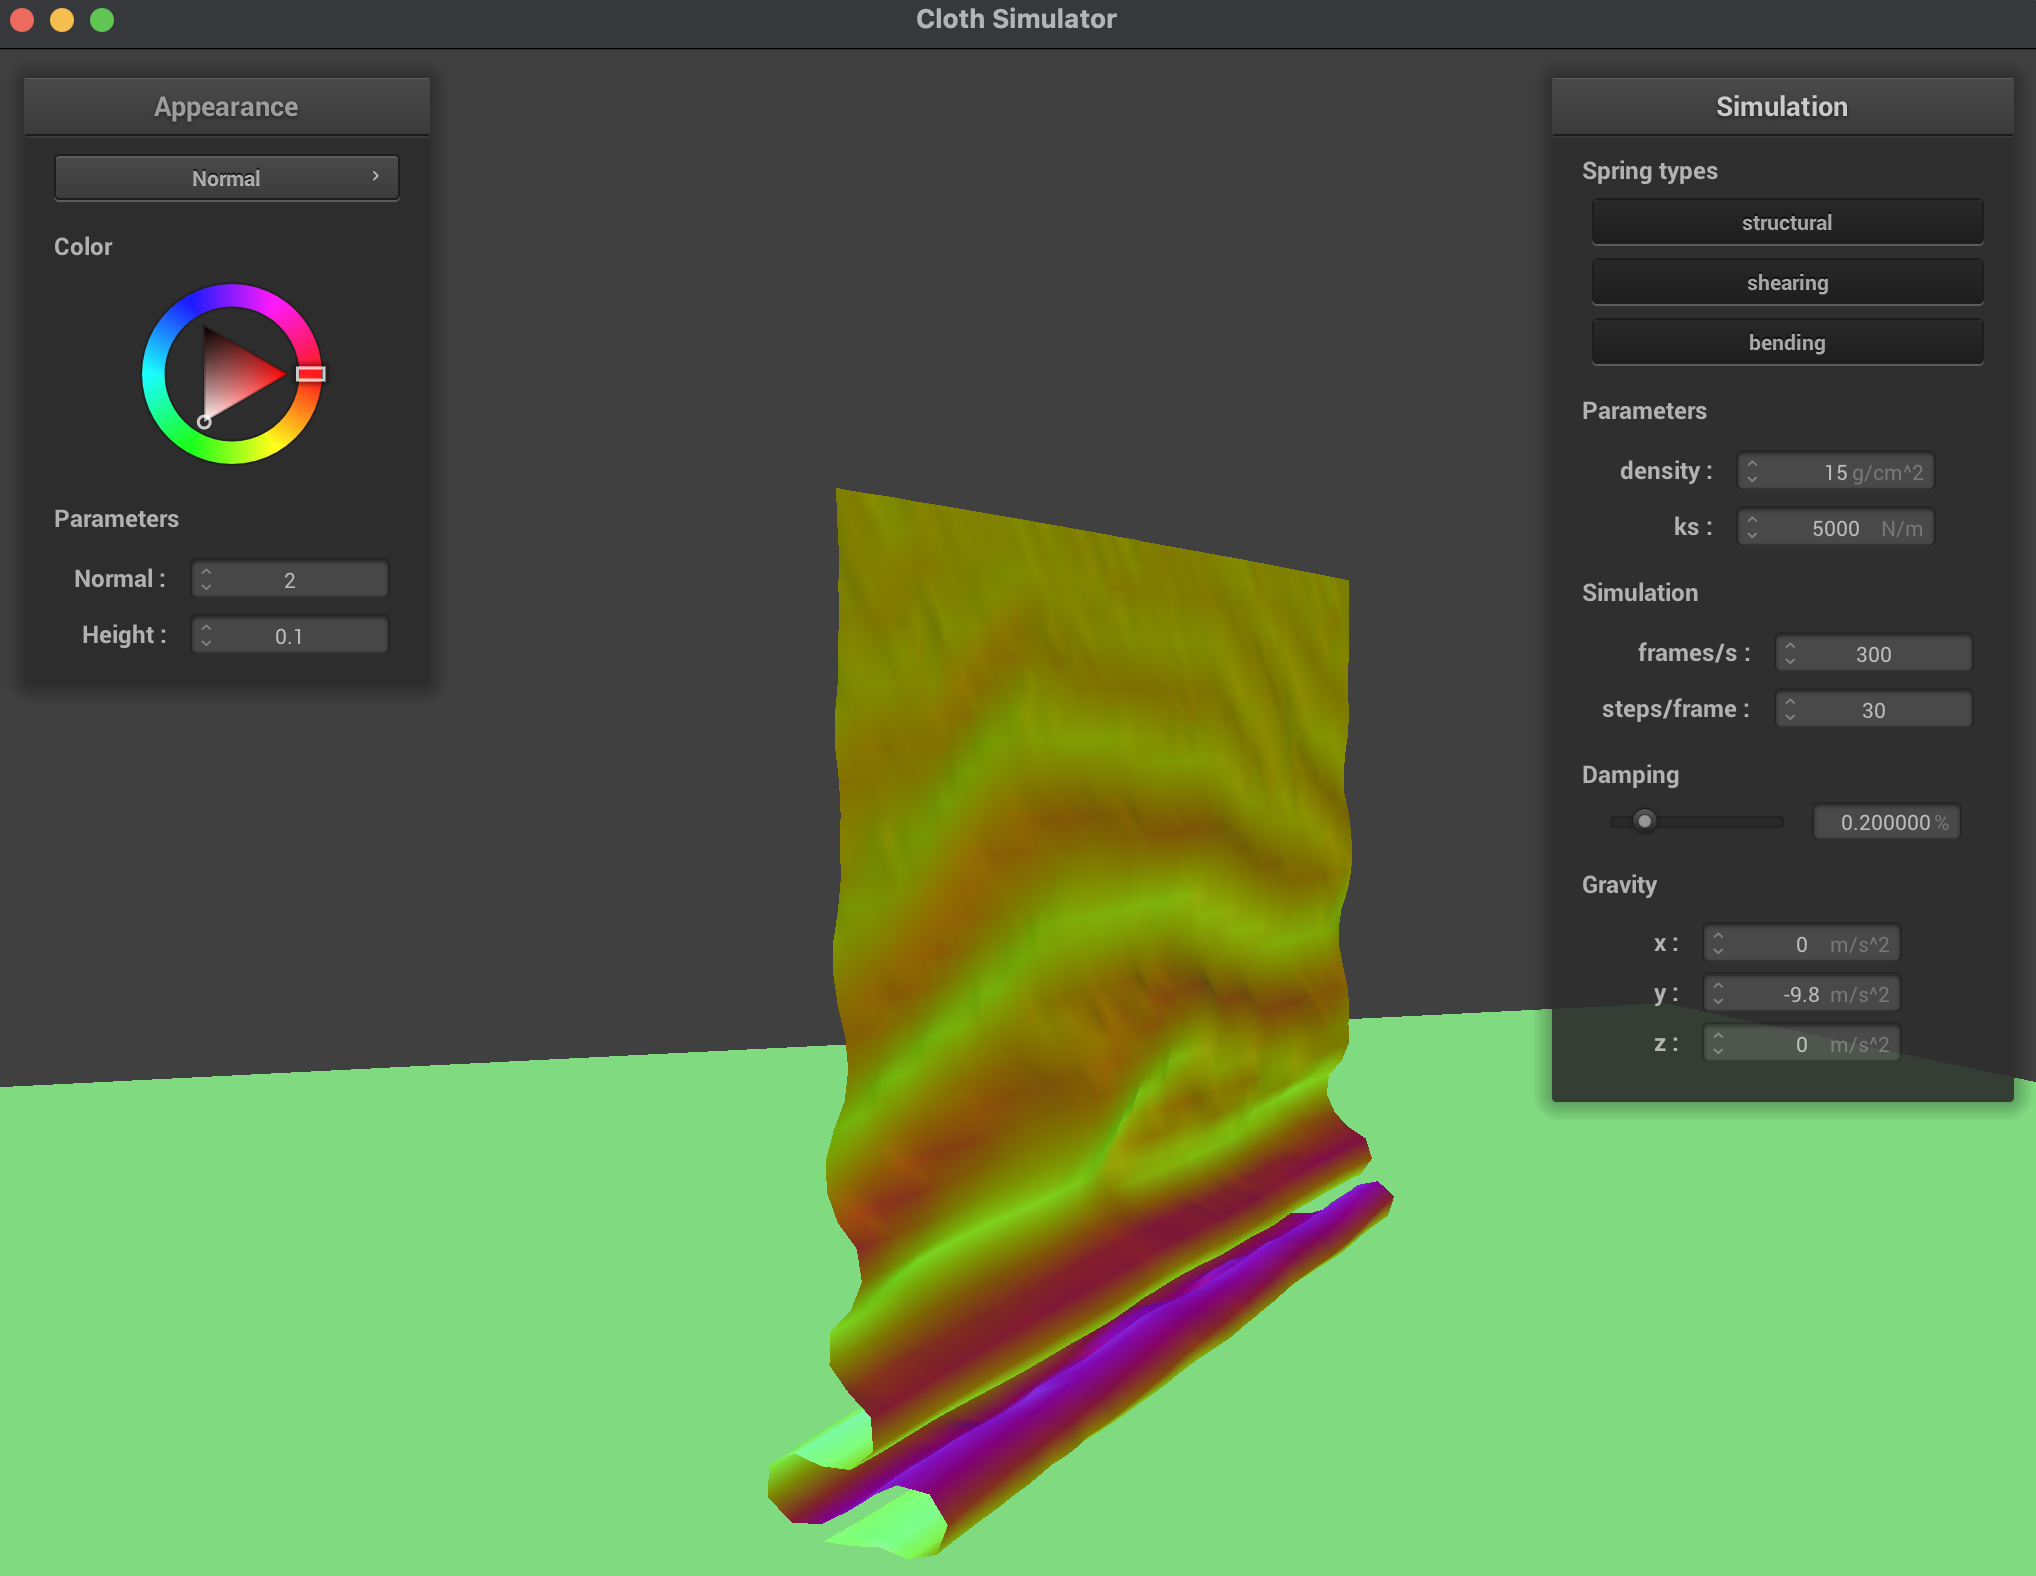 Cloth Simulator
Appearance
Normal
Color
Parameters
Normal : 2
Height : 0.1
Simulation
Spring types
structural
shearing
bending
Parameters
density : 15 g/cm^2
ks : 5000 N/m
Simulation
frames/s : 300
steps/frame : 30
Damping
0.200000 %
Gravity
x : 0 m/s^2
y : -9.8 m/s^2
z : 0 m/s^2